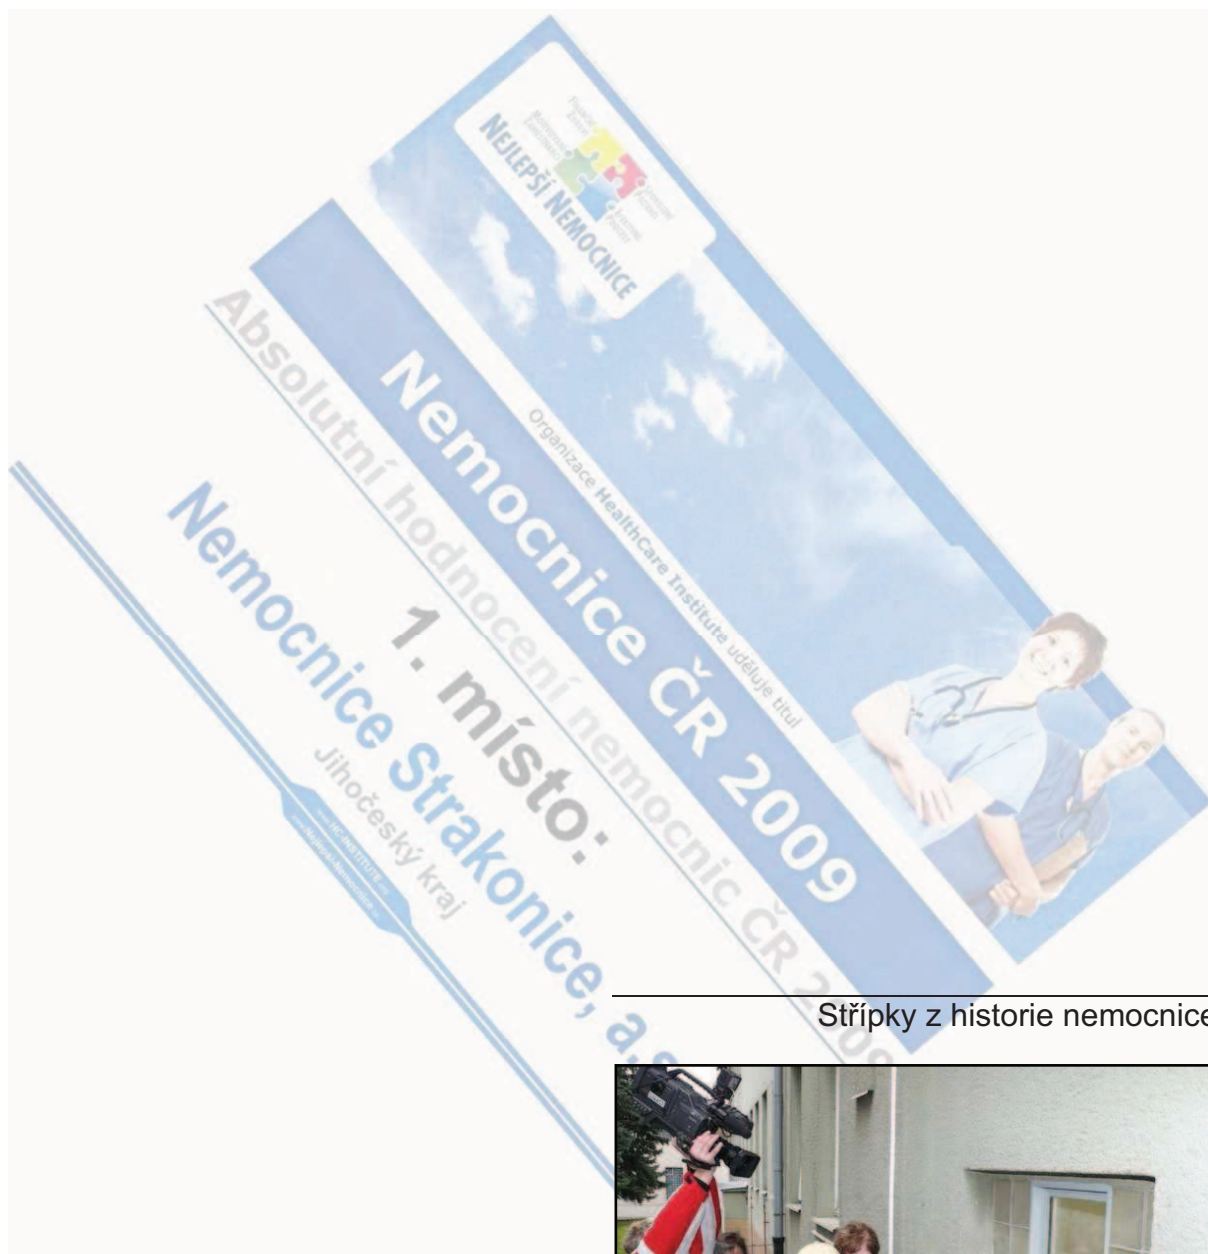 NEJLEPŠÍ NEMOCNICE
Organizace HealthCare Institute uděluje titul
Nemocnice ČR 2009
Absolutní hodnocení nemocnic ČR 2009
1. místo:
Nemocnice Strakonice, a.s
Jihočeský kraj
Střípky z historie nemocnice